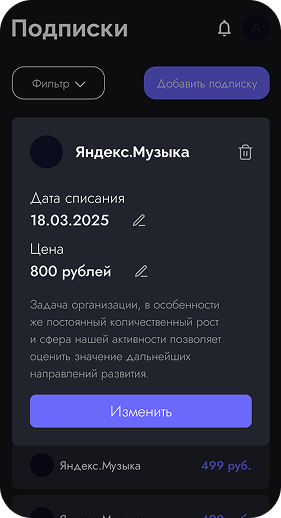 Подписки
Фильтр
Добавить подписку
Яндекс.Музыка
Дата списания
18.03.2025
Цена
800 рублей
Задача организации, в особенности
же постоянный количественный рост
и сфера нашей активности позволяет
оценить значение дальнейших
направлений развития.
Изменить
Яндекс.Музыка
499 руб.